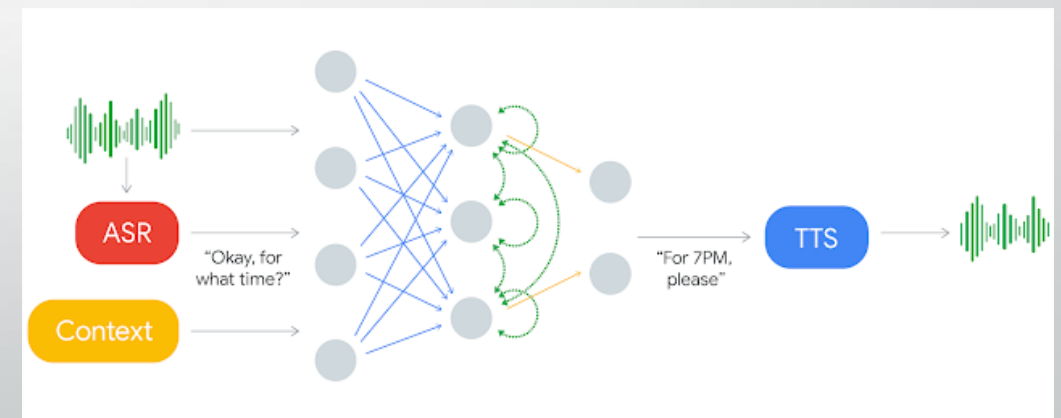 ASR
“Okay, for
what time?”
Context
“For 7PM,
please”
TTS